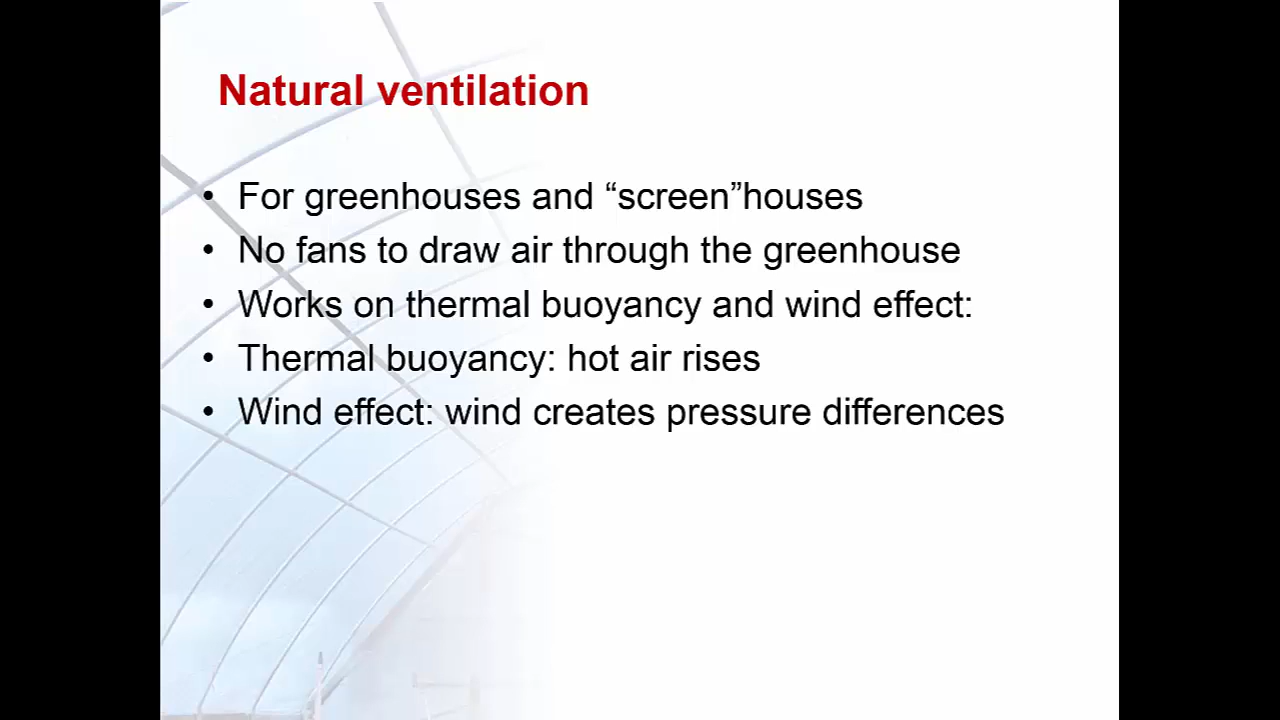 Natural ventilation
• For greenhouses and “screen”houses
• No fans to draw air through the greenhouse
• Works on thermal buoyancy and wind effect:
• Thermal buoyancy: hot air rises
• Wind effect: wind creates pressure differences